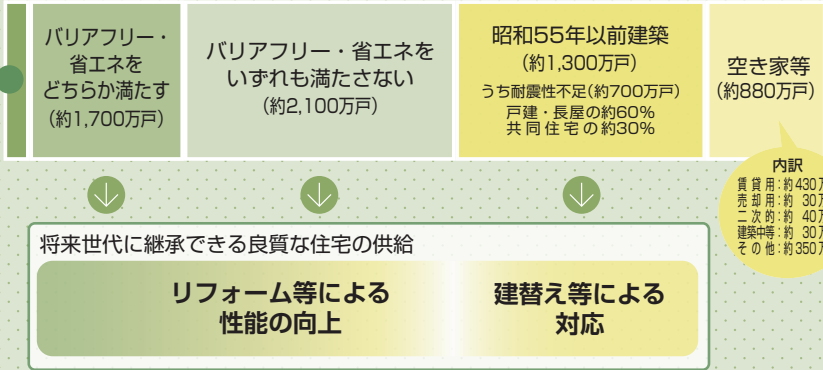 バリアフリー・
省エネを
どちらか満たす
(約1,700万戸)
バリアフリー・省エネを
いずれも満たさない
(約2,100万戸)
昭和55年以前建築
(約1,300万戸)
うち耐震性不足(約700万戸)
戸建・長屋の約60%
共同住宅の約30%
空き家等
(約880万戸)
内訳
賃貸用:約430万
売却用:約 30万
二次的:約 40万
建築中等:約 30万
その他:約350万
将来世代に継承できる良質な住宅の供給
リフォーム等による
性能の向上
建替え等による
対応